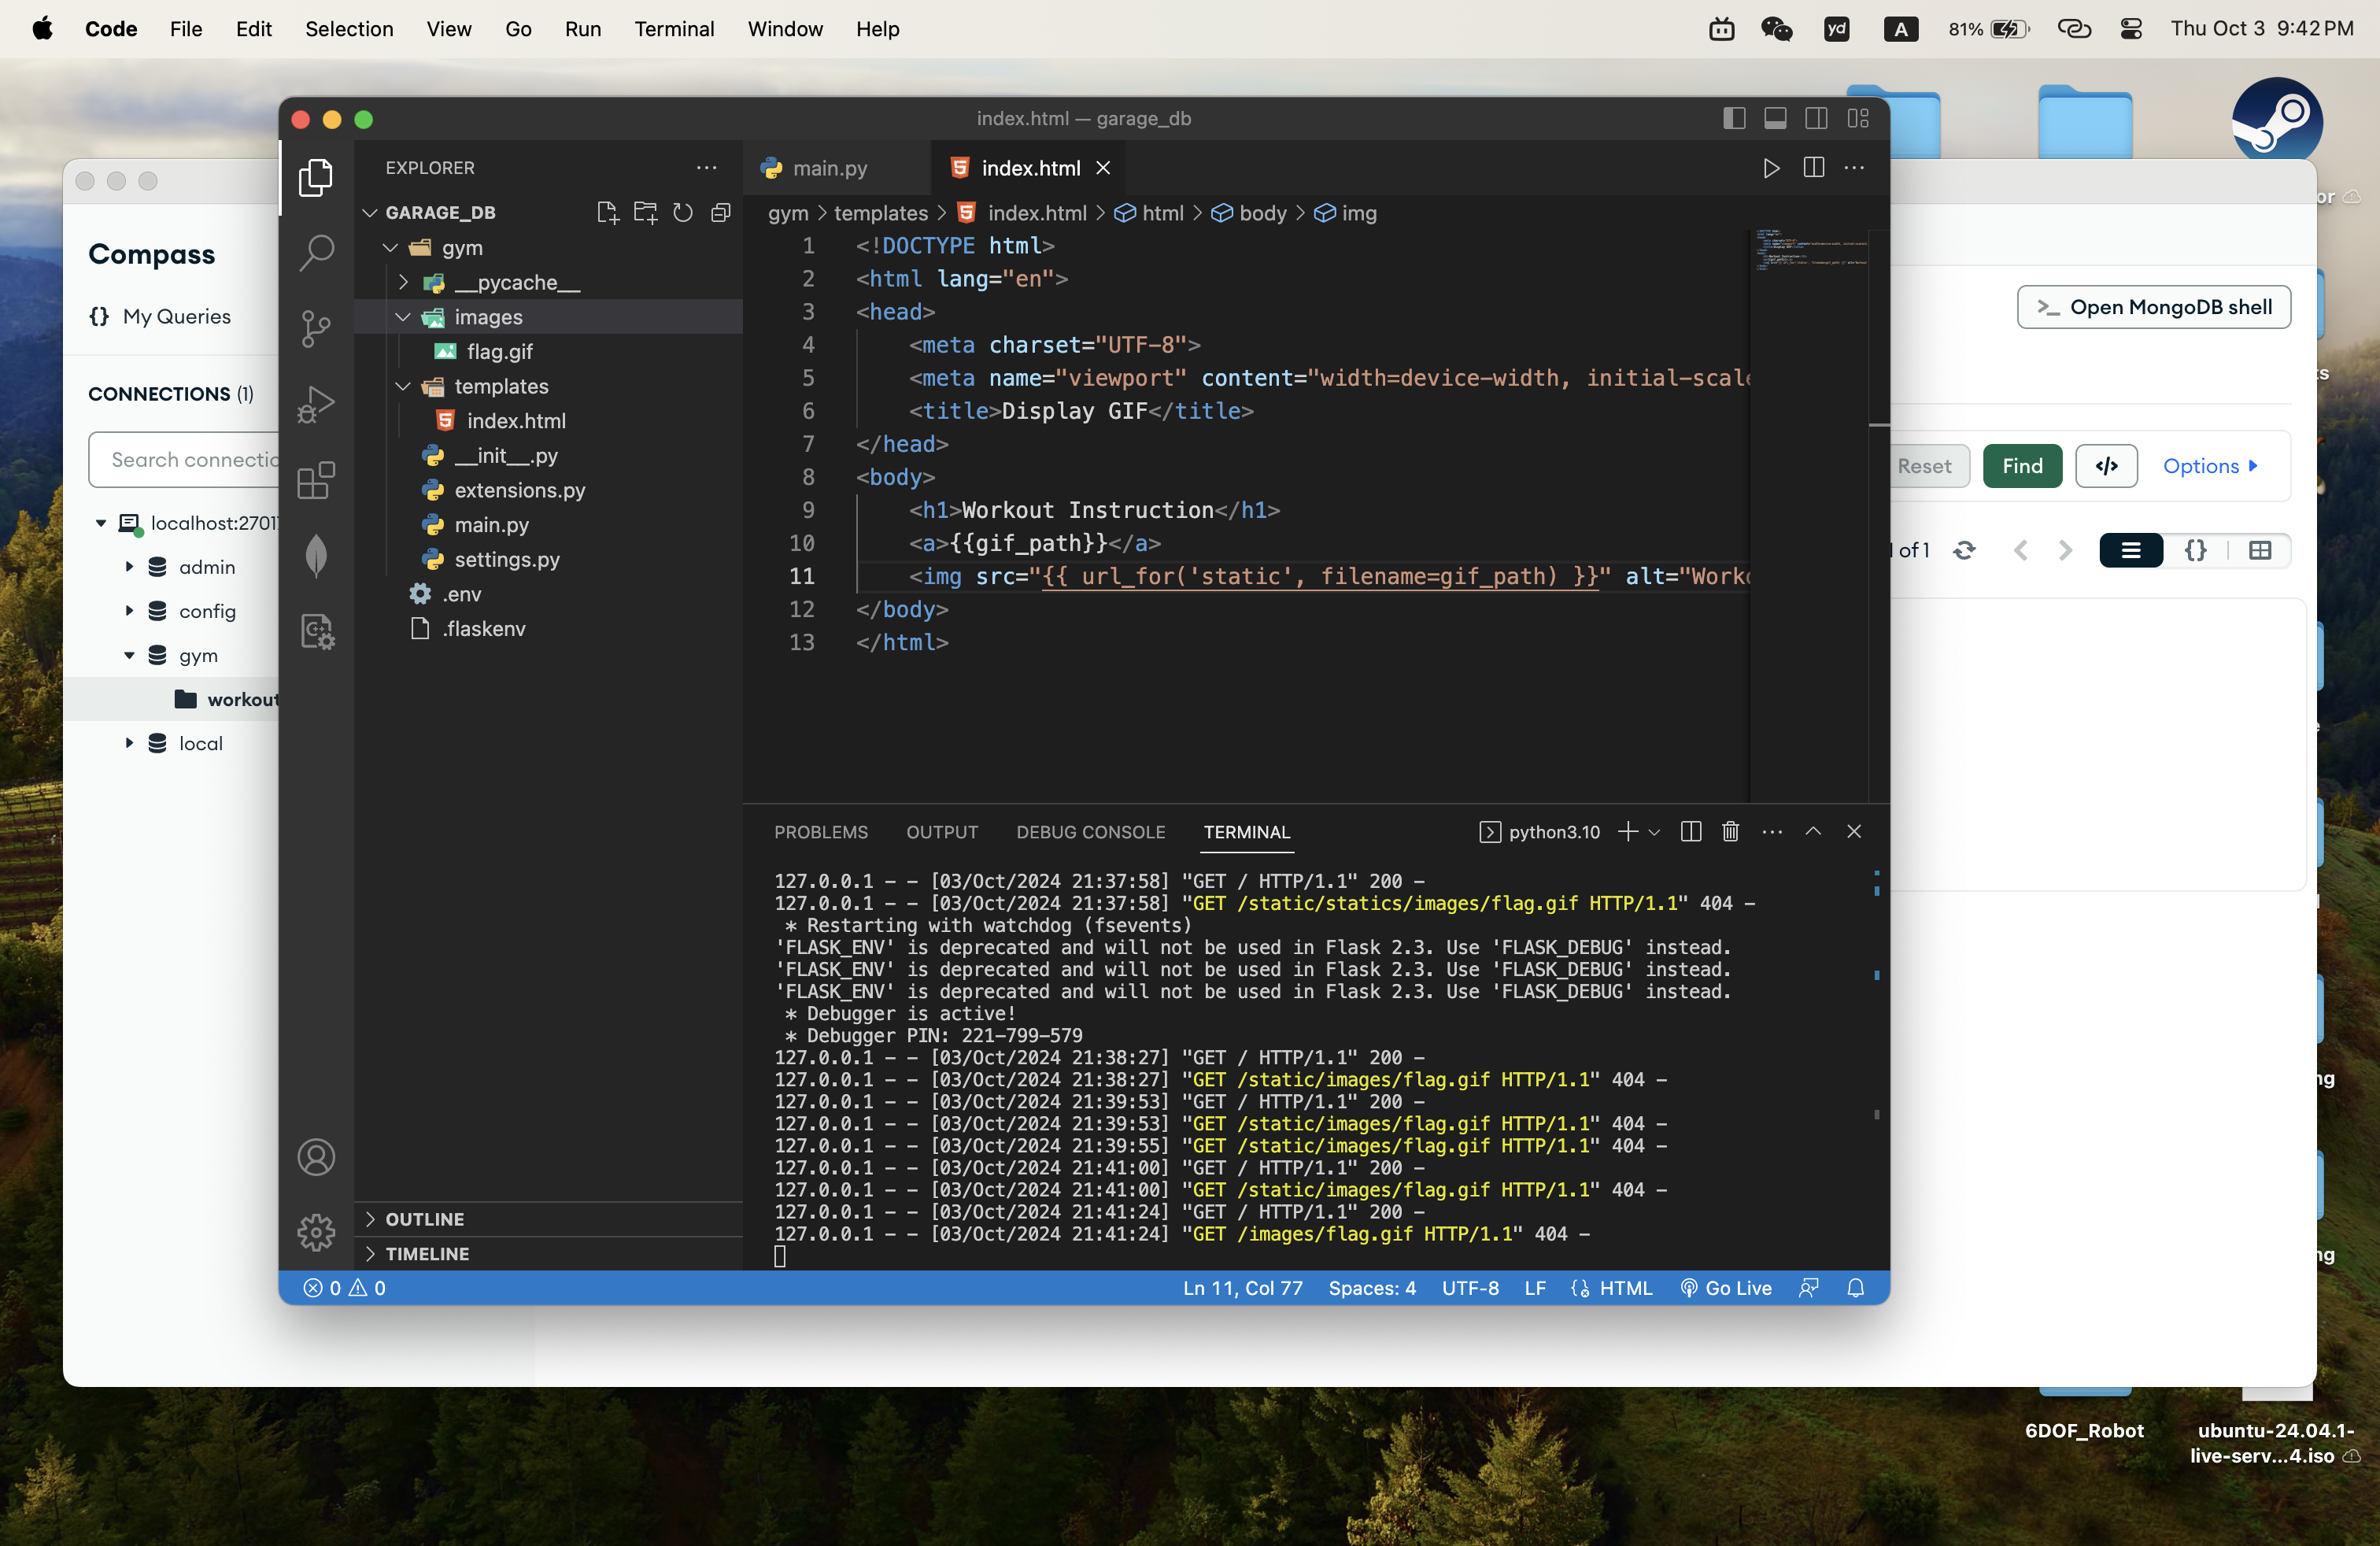 Code File Edit Selection View Go Run Terminal Window Help
yd A 81% Thu Oct 3 9:42 PM
index.html — garage_db
Compass
{} My Queries
CONNECTIONS (1)
Search connectio
localhost:2701
admin
config
gym
workout
local
EXPLORER
GARAGE_DB
gym
__pycache__
images
flag.gif
templates
index.html
__init__.py
extensions.py
main.py
settings.py
.env
.flaskenv
OUTLINE
TIMELINE
main.py index.html
gym > templates > index.html > html > body > img
1 <!DOCTYPE html>
2 <html lang="en">
3 <head>
4 <meta charset="UTF-8">
5 <meta name="viewport" content="width=device-width, initial-scale
6 <title>Display GIF</title>
7 </head>
8 <body>
9 <h1>Workout Instruction</h1>
10 <a>{{gif_path}}</a>
11 <img src="{{ url_for('static', filename=gif_path) }}" alt="Worko
12 </body>
13 </html>
PROBLEMS OUTPUT DEBUG CONSOLE TERMINAL python3.10
127.0.0.1 - - [03/Oct/2024 21:37:58] "GET / HTTP/1.1" 200 -
127.0.0.1 - - [03/Oct/2024 21:37:58] "GET /static/statics/images/flag.gif HTTP/1.1" 404 -
* Restarting with watchdog (fsevents)
'FLASK_ENV' is deprecated and will not be used in Flask 2.3. Use 'FLASK_DEBUG' instead.
'FLASK_ENV' is deprecated and will not be used in Flask 2.3. Use 'FLASK_DEBUG' instead.
'FLASK_ENV' is deprecated and will not be used in Flask 2.3. Use 'FLASK_DEBUG' instead.
* Debugger is active!
* Debugger PIN: 221-799-579
127.0.0.1 - - [03/Oct/2024 21:38:27] "GET / HTTP/1.1" 200 -
127.0.0.1 - - [03/Oct/2024 21:38:27] "GET /static/images/flag.gif HTTP/1.1" 404 -
127.0.0.1 - - [03/Oct/2024 21:39:53] "GET / HTTP/1.1" 200 -
127.0.0.1 - - [03/Oct/2024 21:39:53] "GET /static/images/flag.gif HTTP/1.1" 404 -
127.0.0.1 - - [03/Oct/2024 21:39:55] "GET /static/images/flag.gif HTTP/1.1" 404 -
127.0.0.1 - - [03/Oct/2024 21:41:00] "GET / HTTP/1.1" 200 -
127.0.0.1 - - [03/Oct/2024 21:41:00] "GET /static/images/flag.gif HTTP/1.1" 404 -
127.0.0.1 - - [03/Oct/2024 21:41:24] "GET / HTTP/1.1" 200 -
127.0.0.1 - - [03/Oct/2024 21:41:24] "GET /images/flag.gif HTTP/1.1" 404 -
0 0 Ln 11, Col 77 Spaces: 4 UTF-8 LF HTML Go Live
>_ Open MongoDB shell
Reset Find </> Options
of 1 {}
or
ts
ng
ng
6DOF_Robot
ubuntu-24.04.1-
live-serv...4.iso